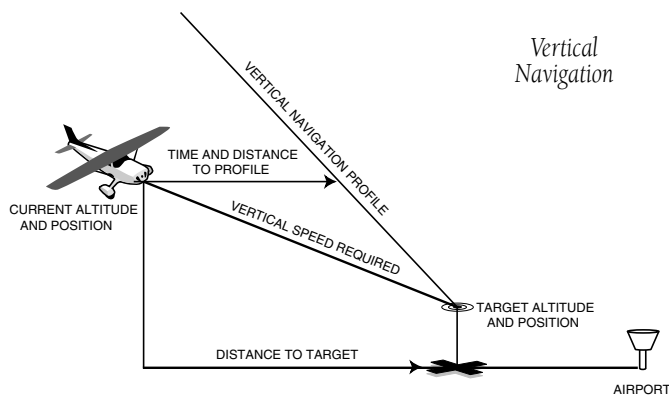 Vertical
Navigation
VERTICAL NAVIGATION PROFILE
TIME AND DISTANCE
TO PROFILE
CURRENT ALTITUDE
AND POSITION
VERTICAL SPEED REQUIRED
TARGET ALTITUDE
AND POSITION
DISTANCE TO TARGET
AIRPORT